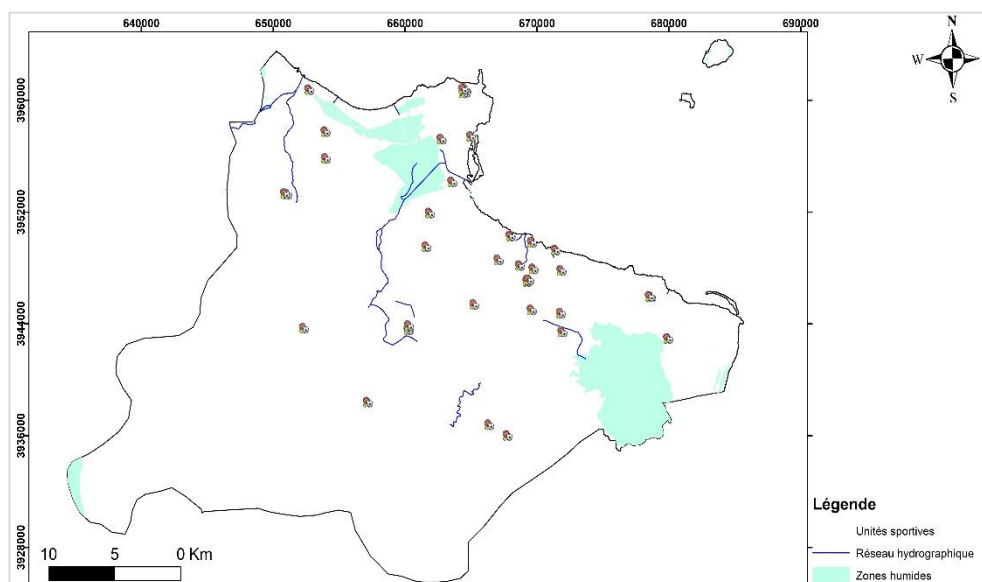 640000 650000 660000 670000 680000 690000
N
W E
S
3960000
3952000
3944000
3936000
3928000
Légende
Unités sportives
Réseau hydrographique
Zones humides
10 5 0 Km